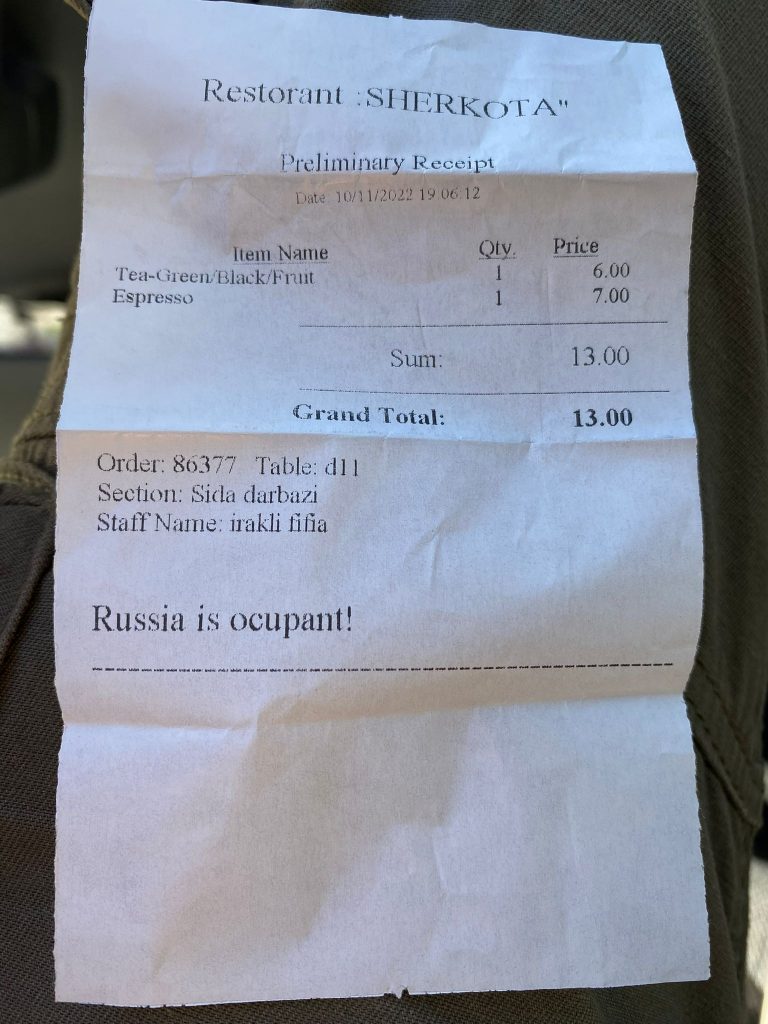 Restorant :SHERKOTA"
Preliminary Receipt
Date: 10/11/2022 19:06:12
Item Name Qty. Price
Tea-Green/Black/Fruit 1 6.00
Espresso 1 7.00
Sum: 13.00
Grand Total: 13.00
Order: 86377 Table: d11
Section: Sida darbazi
Staff Name: irakli fifia
Russia is ocupant!